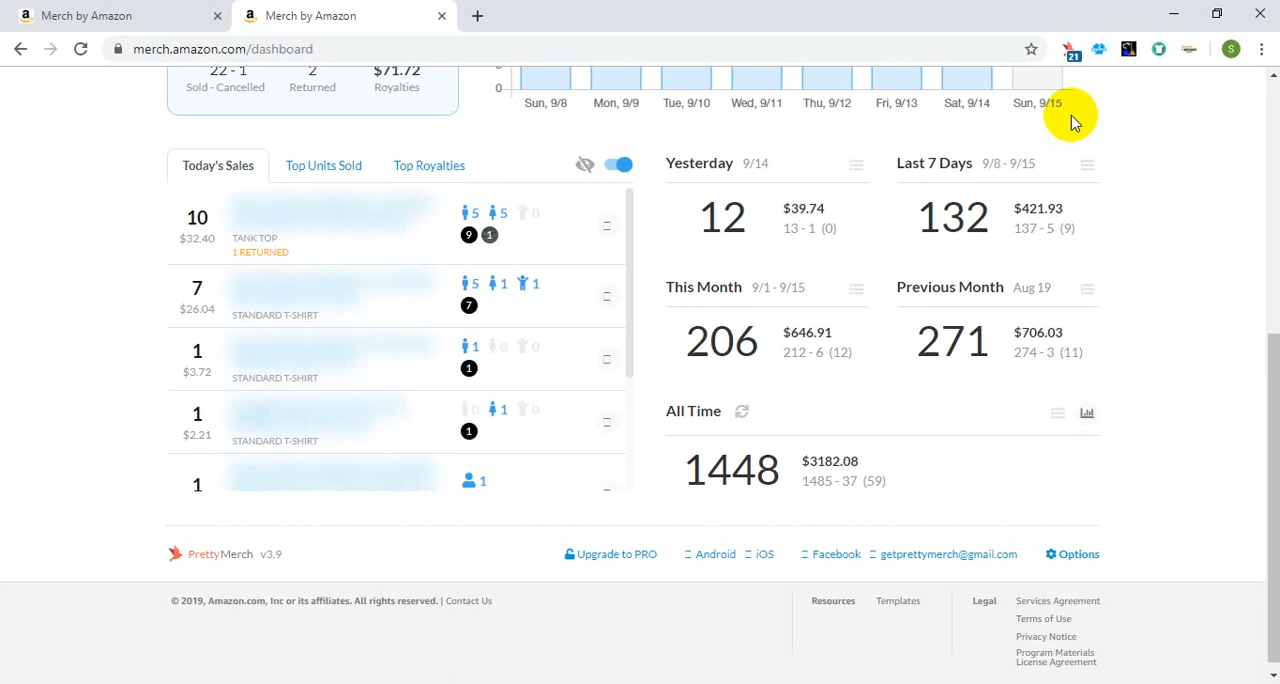 Merch by Amazon
Merch by Amazon
merch.amazon.com/dashboard
21
S
22 - 1
Sold - Cancelled
2
Returned
$71.72
Royalties
0
Sun, 9/8
Mon, 9/9
Tue, 9/10
Wed, 9/11
Thu, 9/12
Fri, 9/13
Sat, 9/14
Sun, 9/15
Today's Sales
Top Units Sold
Top Royalties
10
$32.40
TANK TOP
1 RETURNED
5 5 0
9 1
7
$26.04
STANDARD T-SHIRT
5 1 1
7
1
$3.72
STANDARD T-SHIRT
1 0 0
1
1
$2.21
STANDARD T-SHIRT
0 1 0
1
1
1
Yesterday 9/14
12
$39.74
13 - 1 (0)
Last 7 Days 9/8 - 9/15
132
$421.93
137 - 5 (9)
This Month 9/1 - 9/15
206
$646.91
212 - 6 (12)
Previous Month Aug 19
271
$706.03
274 - 3 (11)
All Time
1448
$3182.08
1485 - 37 (59)
PrettyMerch v3.9
Upgrade to PRO
Android
iOS
Facebook
getprettymerch@gmail.com
Options
© 2019, Amazon.com, Inc or its affiliates. All rights reserved. | Contact Us
Resources
Templates
Legal
Services Agreement
Terms of Use
Privacy Notice
Program Materials
License Agreement